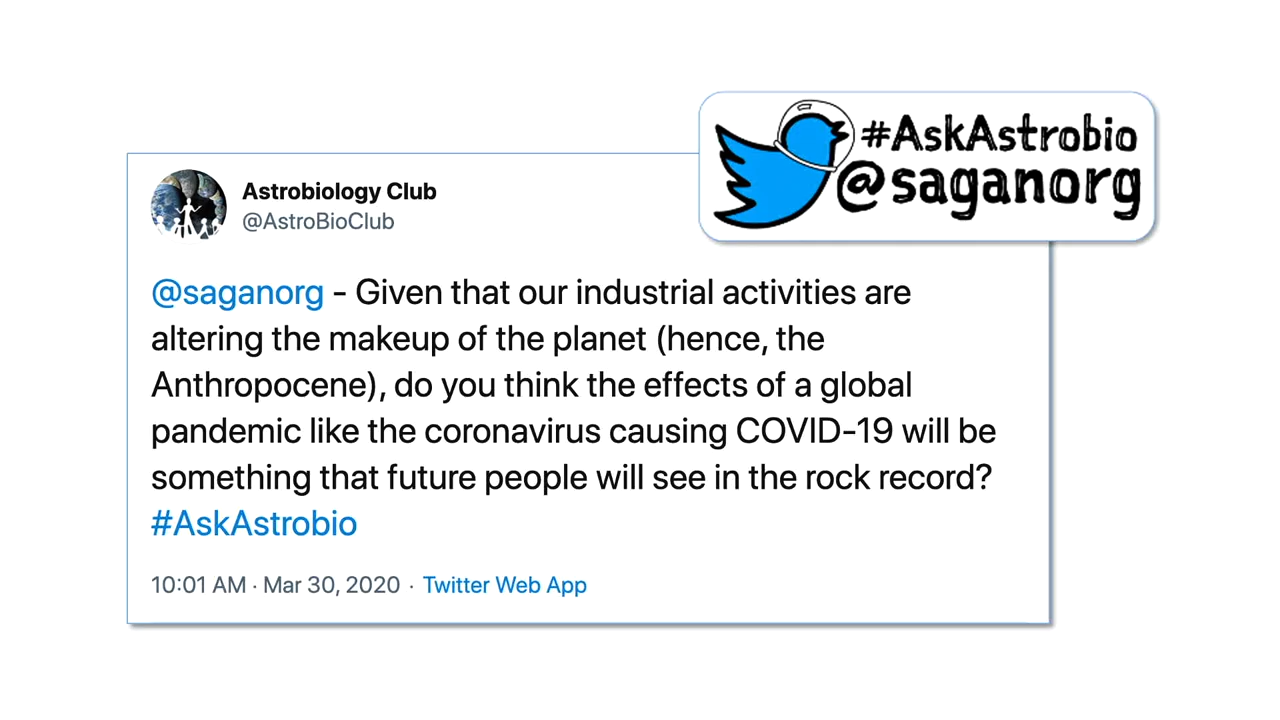 #AskAstrobio
@saganorg
Astrobiology Club
@AstroBioClub
@saganorg - Given that our industrial activities are
altering the makeup of the planet (hence, the
Anthropocene), do you think the effects of a global
pandemic like the coronavirus causing COVID-19 will be
something that future people will see in the rock record?
#AskAstrobio
10:01 AM · Mar 30, 2020 · Twitter Web App